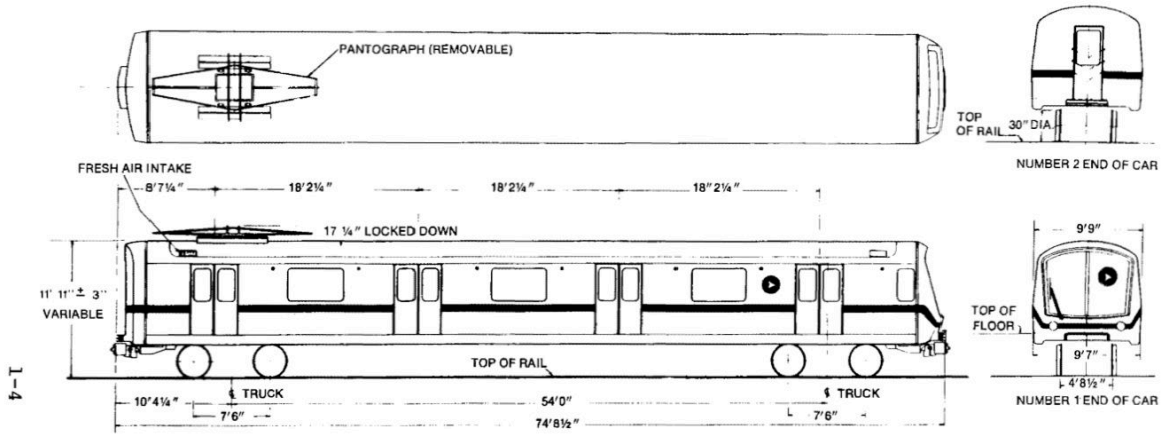 PANTOGRAPH (REMOVABLE)
TOP
OF RAIL
30" DIA.
NUMBER 2 END OF CAR
FRESH AIR INTAKE
8'7¼"
18'2¼"
18'2¼"
18"2¼"
17 ¼" LOCKED DOWN
9'9"
11' 11" ± 3"
VARIABLE
TOP OF
FLOOR
TOP OF RAIL
9'7"
4'8½"
NUMBER 1 END OF CAR
10'4¼"
℄ TRUCK
54'0"
℄ TRUCK
7'6"
7'6"
74'8½"
1-4